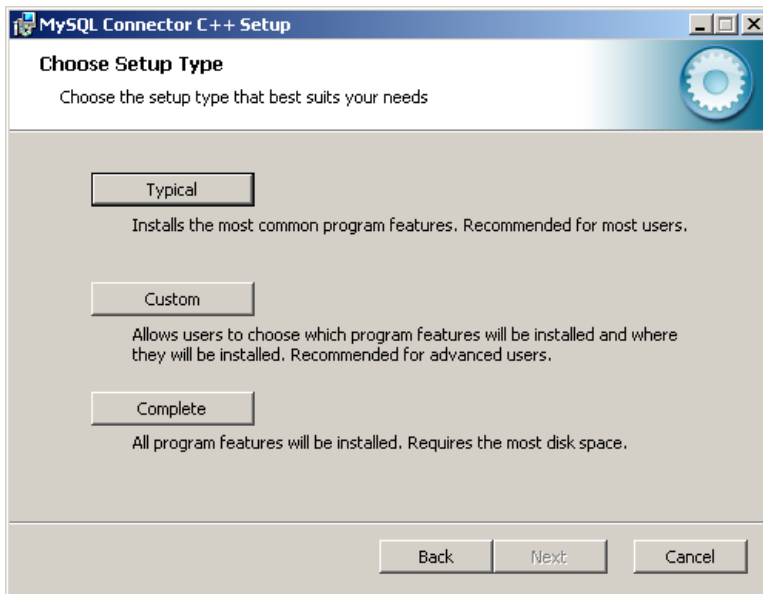 MySQL Connector C++ Setup
Choose Setup Type
Choose the setup type that best suits your needs
Typical
Installs the most common program features. Recommended for most users.
Custom
Allows users to choose which program features will be installed and where
they will be installed. Recommended for advanced users.
Complete
All program features will be installed. Requires the most disk space.
Back Next Cancel